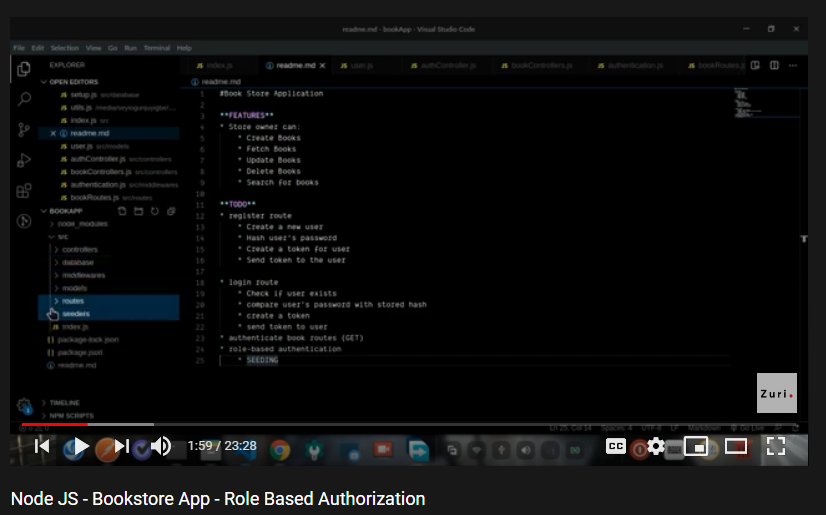 readme.md - bookApp - Visual Studio Code
File Edit Selection View Go Run Terminal Help
EXPLORER
index.js readme.md user.js authController.js bookControllers.js authentication.js bookRoutes.j
OPEN EDITORS
readme.md
setup.js src/database
utils.js
index.js src
readme.md
user.js src/models
authController.js src/controllers
bookControllers.js src/controllers
authentication.js src/middlewares
bookRoutes.js src/routes
BOOKAPP
node_modules
src
controllers
database
middlewares
models
routes
seeders
index.js
package-lock.json
package.json
readme.md
TIMELINE
NPM SCRIPTS
1 #Book Store Application
2
3 **FEATURES**
4 * Store owner can:
5 * Create Books
6 * Fetch Books
7 * Update Books
8 * Delete Books
9 * Search for books
10
11 **TODO**
12 * register route
13 * Create a new user
14 * Hash user's password
15 * Create a token for user
16 * Send token to the user
17
18 * login route
19 * Check if user exists
20 * compare user's password with stored hash
21 * create a token
22 * send token to user
23 * authenticate book routes (GET)
24 * role-based authentication
25 * SEEDING
Zuri.
Ln 25, Col 14 Spaces: 4 UTF-8 LF Markdown Go Live
1:59 / 23:28
CC
Node JS - Bookstore App - Role Based Authorization